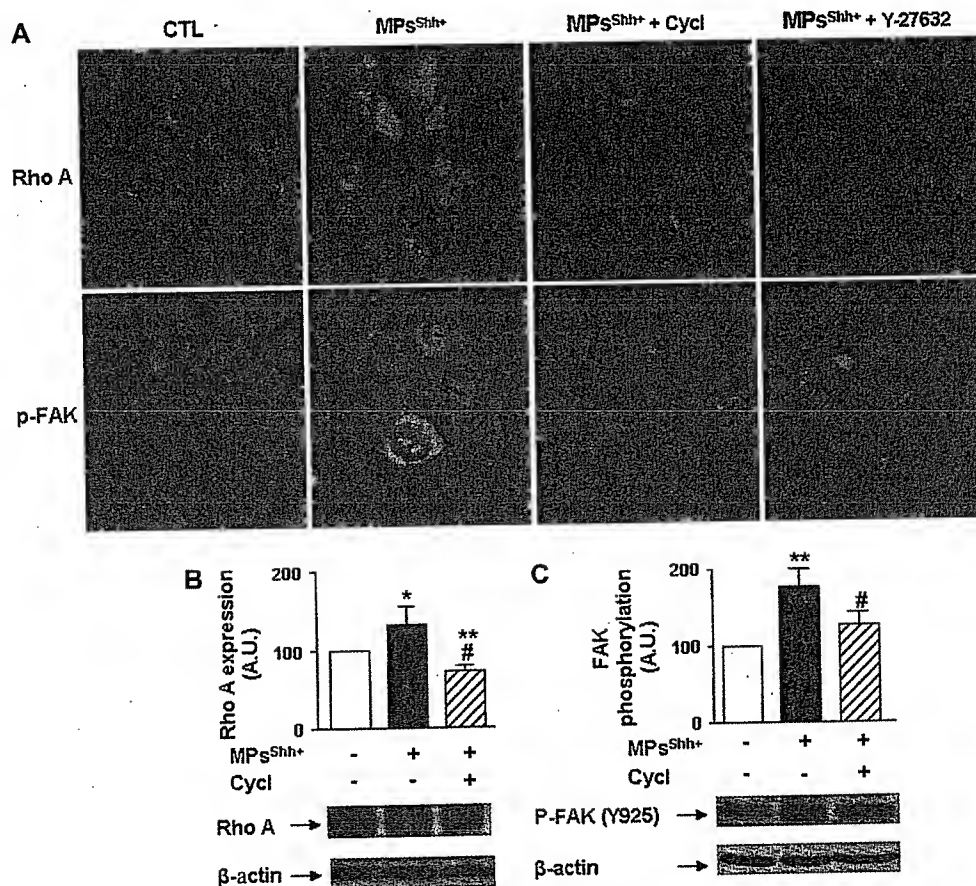 A
CTL MPsShh+ MPsShh+ + Cycl MPsShh+ + Y-27632
Rho A
p-FAK
B
Rho A expression
(A.U.)
200
100
0
*
**
#
MPsShh+ - + +
Cycl - - +
Rho A
β-actin
C
FAK
phosphorylation
(A.U.)
200
100
0
**
#
MPsShh+ - + +
Cycl - - +
P-FAK (Y925)
β-actin